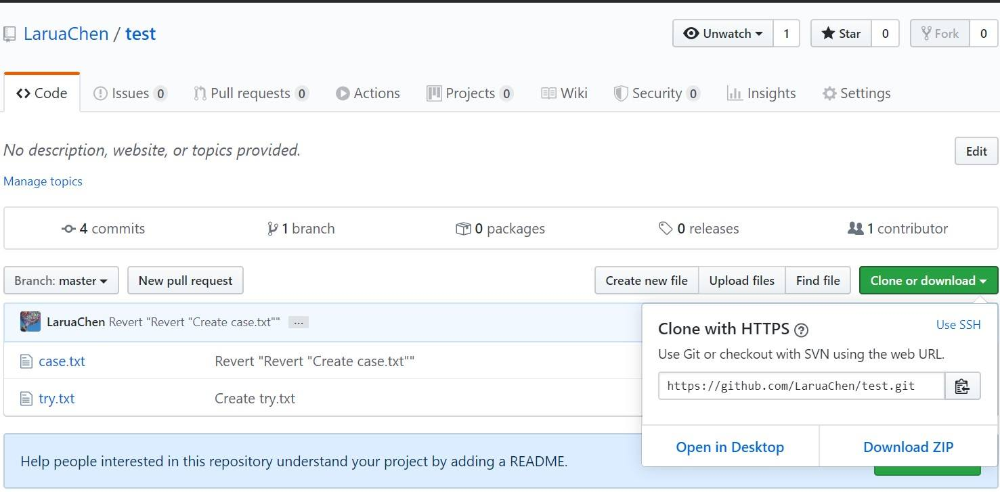 LaruaChen / test
Unwatch 1 Star 0 Fork 0
Code Issues 0 Pull requests 0 Actions Projects 0 Wiki Security 0 Insights Settings
No description, website, or topics provided.
Edit
Manage topics
4 commits 1 branch 0 packages 0 releases 1 contributor
Branch: master New pull request Create new file Upload files Find file Clone or download
LaruaChen Revert "Revert "Create case.txt"" ...
case.txt Revert "Revert "Create case.txt""
try.txt Create try.txt
Clone with HTTPS ? Use SSH
Use Git or checkout with SVN using the web URL.
https://github.com/LaruaChen/test.git
Open in Desktop Download ZIP
Help people interested in this repository understand your project by adding a README.